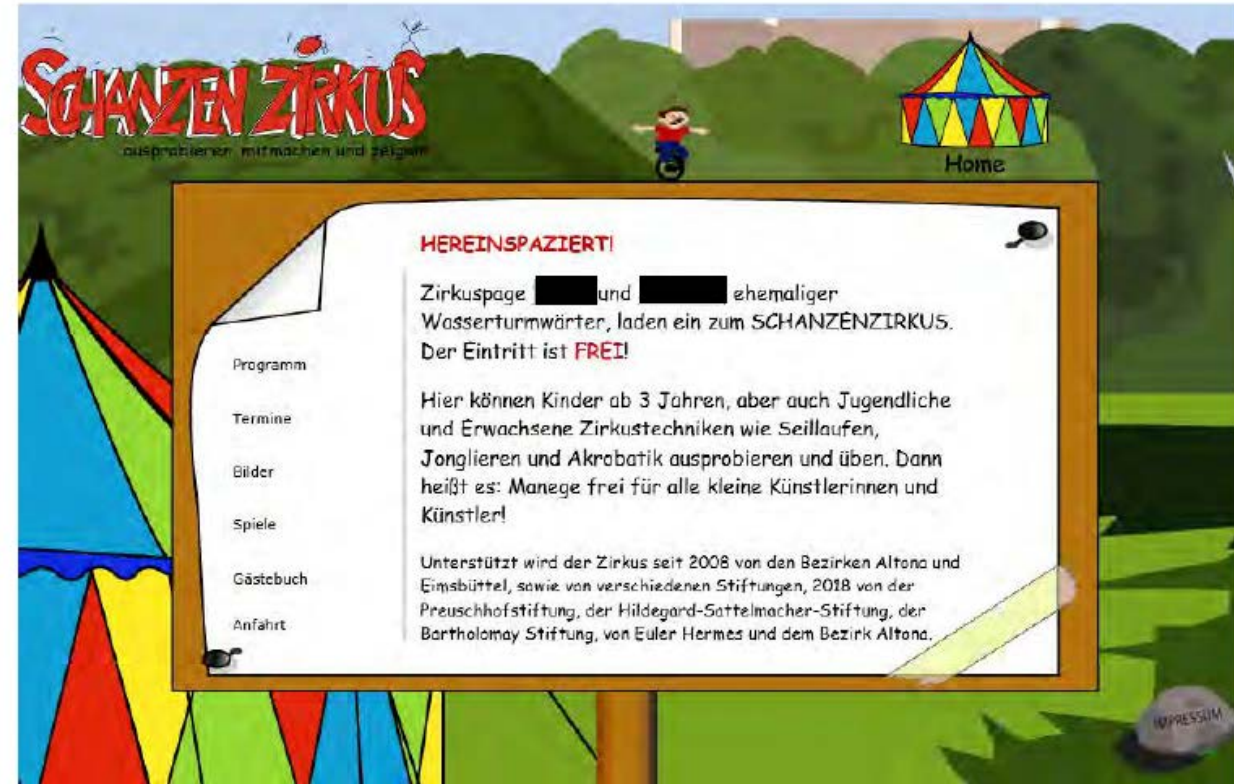 SCHANZEN ZIRKUS
ausprobieren mitmachen und zeigen
Home
HEREINSPAZIERT!
Zirkuspage und ehemaliger
Wasserturmwärter, laden ein zum SCHANZENZIRKUS.
Der Eintritt ist FREI!
Hier können Kinder ab 3 Jahren, aber auch Jugendliche
und Erwachsene Zirkustechniken wie Seillaufen,
Jonglieren und Akrobatik ausprobieren und üben. Dann
heißt es: Manege frei für alle kleine Künstlerinnen und
Künstler!
Unterstützt wird der Zirkus seit 2008 von den Bezirken Altona und
Eimsbüttel, sowie von verschiedenen Stiftungen, 2018 von der
Preuschhofstiftung, der Hildegard-Sattelmacher-Stiftung, der
Bartholomay Stiftung, von Euler Hermes und dem Bezirk Altona.
Programm
Termine
Bilder
Spiele
Gästebuch
Anfahrt
IMPRESSUM